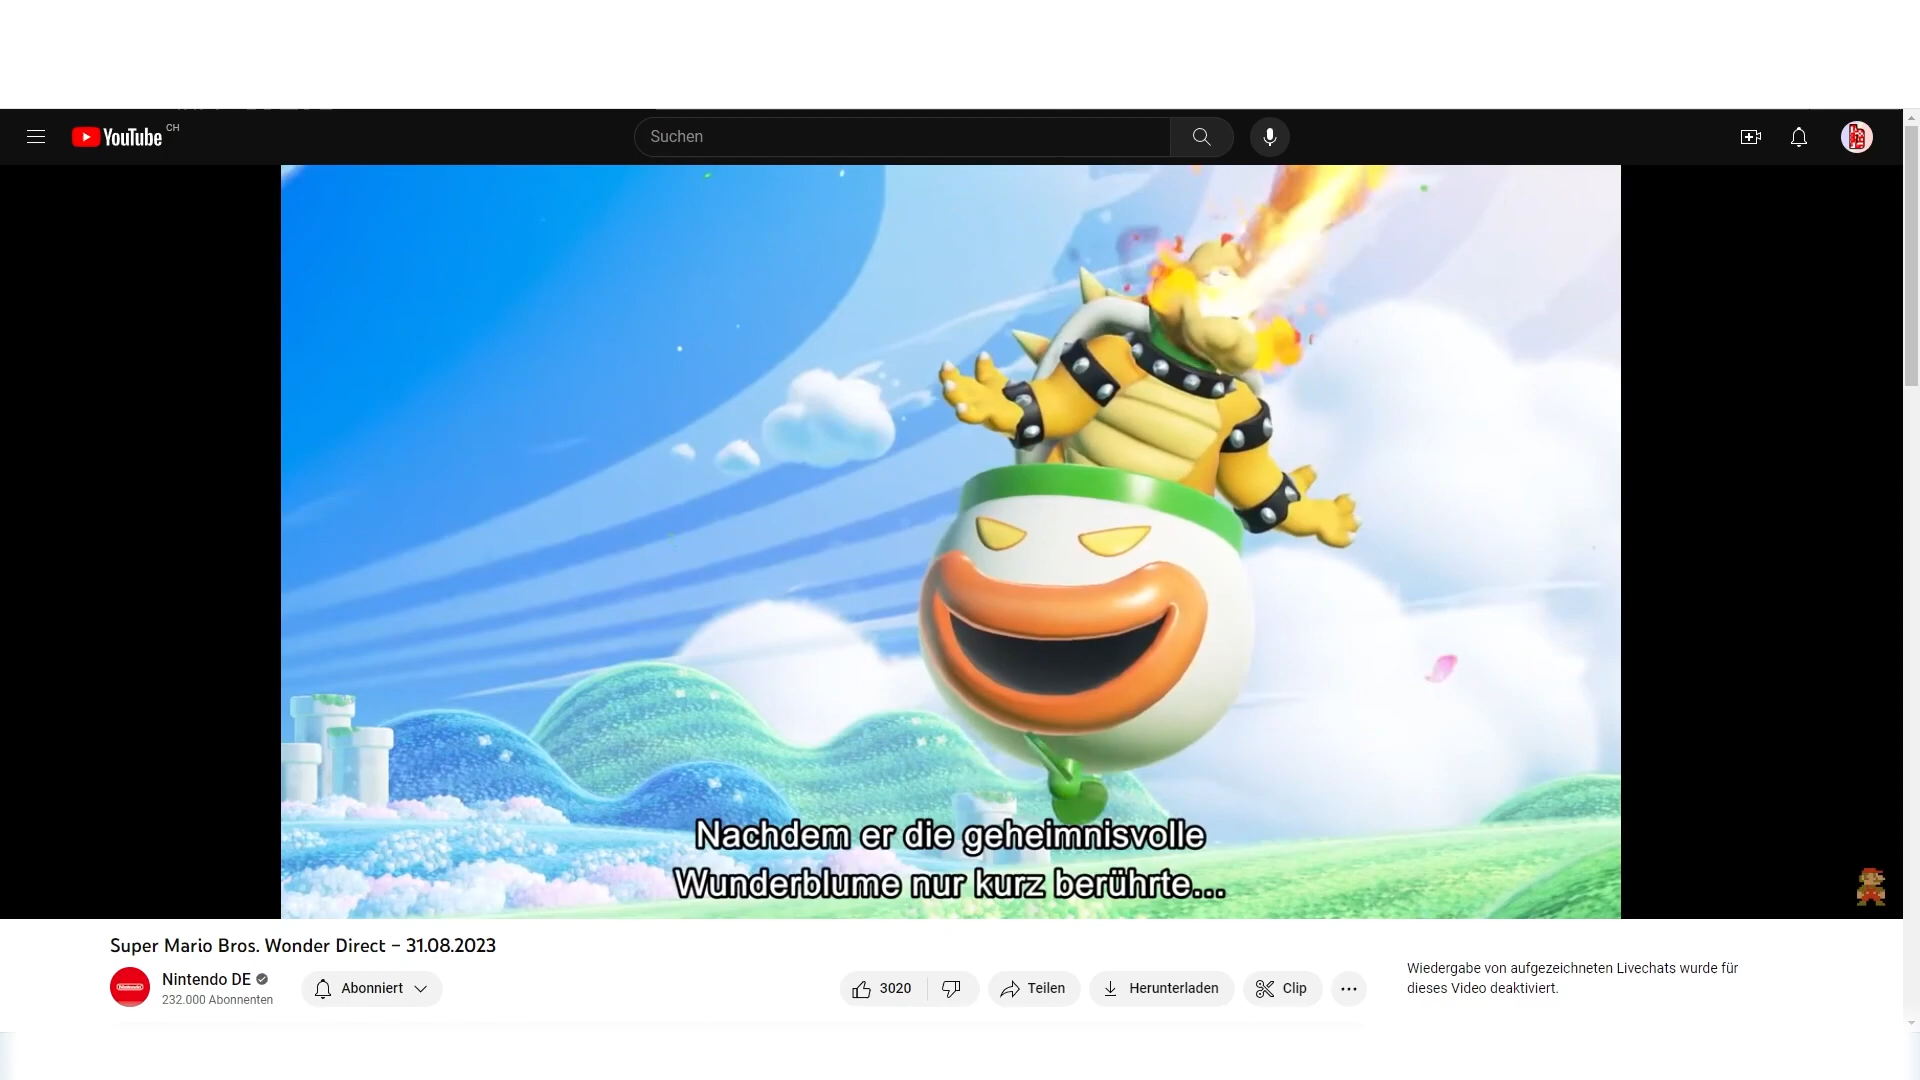 YouTube CH
Suchen
Nachdem er die geheimnisvolle
Wunderblume nur kurz berührte...
Super Mario Bros. Wonder Direct – 31.08.2023
Nintendo DE
232.000 Abonnenten
Abonniert
3020
Teilen
Herunterladen
Clip
Wiedergabe von aufgezeichneten Livechats wurde für
dieses Video deaktiviert.